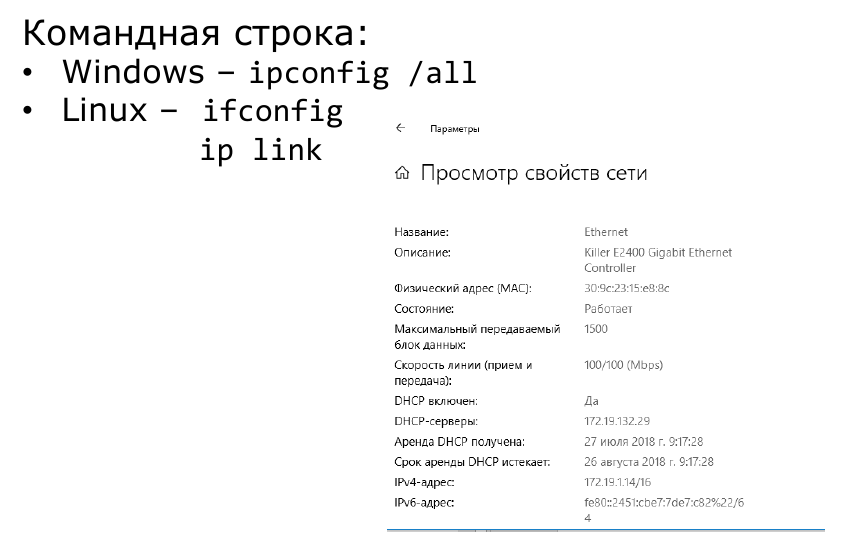 Командная строка:
• Windows – ipconfig /all
• Linux – ifconfig
ip link
← Параметры
Просмотр свойств сети
Название: Ethernet
Описание: Killer E2400 Gigabit Ethernet
Controller
Физический адрес (MAC): 30:9c:23:15:e8:8c
Состояние: Работает
Максимальный передаваемый 1500
блок данных:
Скорость линии (прием и 100/100 (Mbps)
передача):
DHCP включен: Да
DHCP-серверы: 172.19.132.29
Аренда DHCP получена: 27 июля 2018 г. 9:17:28
Срок аренды DHCP истекает: 26 августа 2018 г. 9:17:28
IPv4-адрес: 172.19.1.14/16
IPv6-адрес: fe80::2451:cbe7:7de7:c82%22/6
4